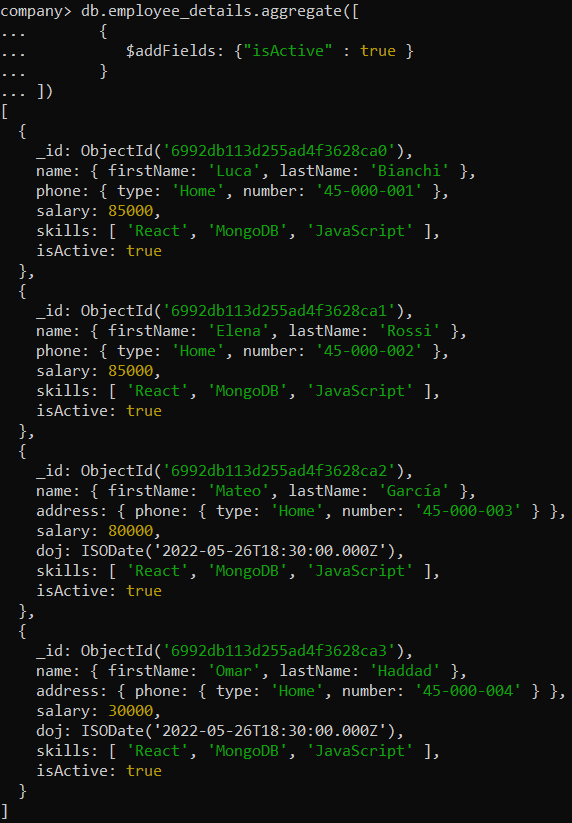 company> db.employee_details.aggregate([
...        {
...           $addFields: {"isActive" : true }
...        }
... ])
[
  {
    _id: ObjectId('6992db113d255ad4f3628ca0'),
    name: { firstName: 'Luca', lastName: 'Bianchi' },
    phone: { type: 'Home', number: '45-000-001' },
    salary: 85000,
    skills: [ 'React', 'MongoDB', 'JavaScript' ],
    isActive: true
  },
  {
    _id: ObjectId('6992db113d255ad4f3628ca1'),
    name: { firstName: 'Elena', lastName: 'Rossi' },
    phone: { type: 'Home', number: '45-000-002' },
    salary: 85000,
    skills: [ 'React', 'MongoDB', 'JavaScript' ],
    isActive: true
  },
  {
    _id: ObjectId('6992db113d255ad4f3628ca2'),
    name: { firstName: 'Mateo', lastName: 'García' },
    address: { phone: { type: 'Home', number: '45-000-003' } },
    salary: 80000,
    doj: ISODate('2022-05-26T18:30:00.000Z'),
    skills: [ 'React', 'MongoDB', 'JavaScript' ],
    isActive: true
  },
  {
    _id: ObjectId('6992db113d255ad4f3628ca3'),
    name: { firstName: 'Omar', lastName: 'Haddad' },
    address: { phone: { type: 'Home', number: '45-000-004' } },
    salary: 30000,
    doj: ISODate('2022-05-26T18:30:00.000Z'),
    skills: [ 'React', 'MongoDB', 'JavaScript' ],
    isActive: true
  }
]